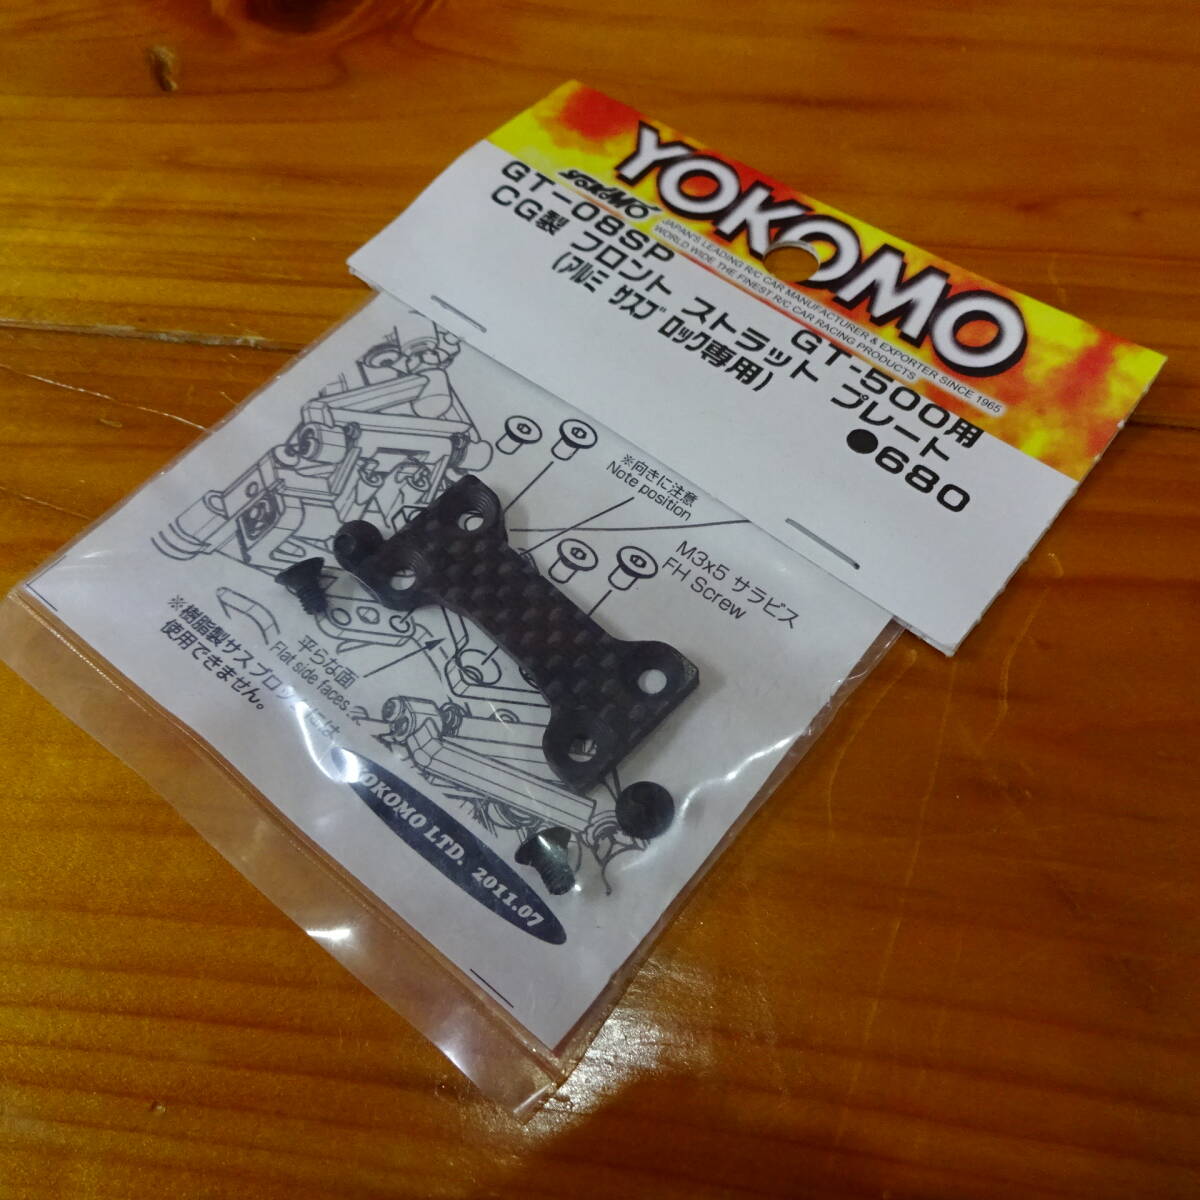 YOKOMO
YOKOMO
JAPAN'S LEADING R/C CAR MANUFACTURER & EXPORTER SINCE 1965
WORLD WIDE THE FINEST R/C CAR RACING PRODUCTS
GT-08SP GT-500用
CG製 フロント ストラット プレート
(アルミ サスブロック専用) ●680
※向きに注意
Note position
M3x5 サラビス
FH Screw
平らな面
Flat side faces
※樹脂製サスブロックには
使用できません。
YOKOMO LTD. 2011.07